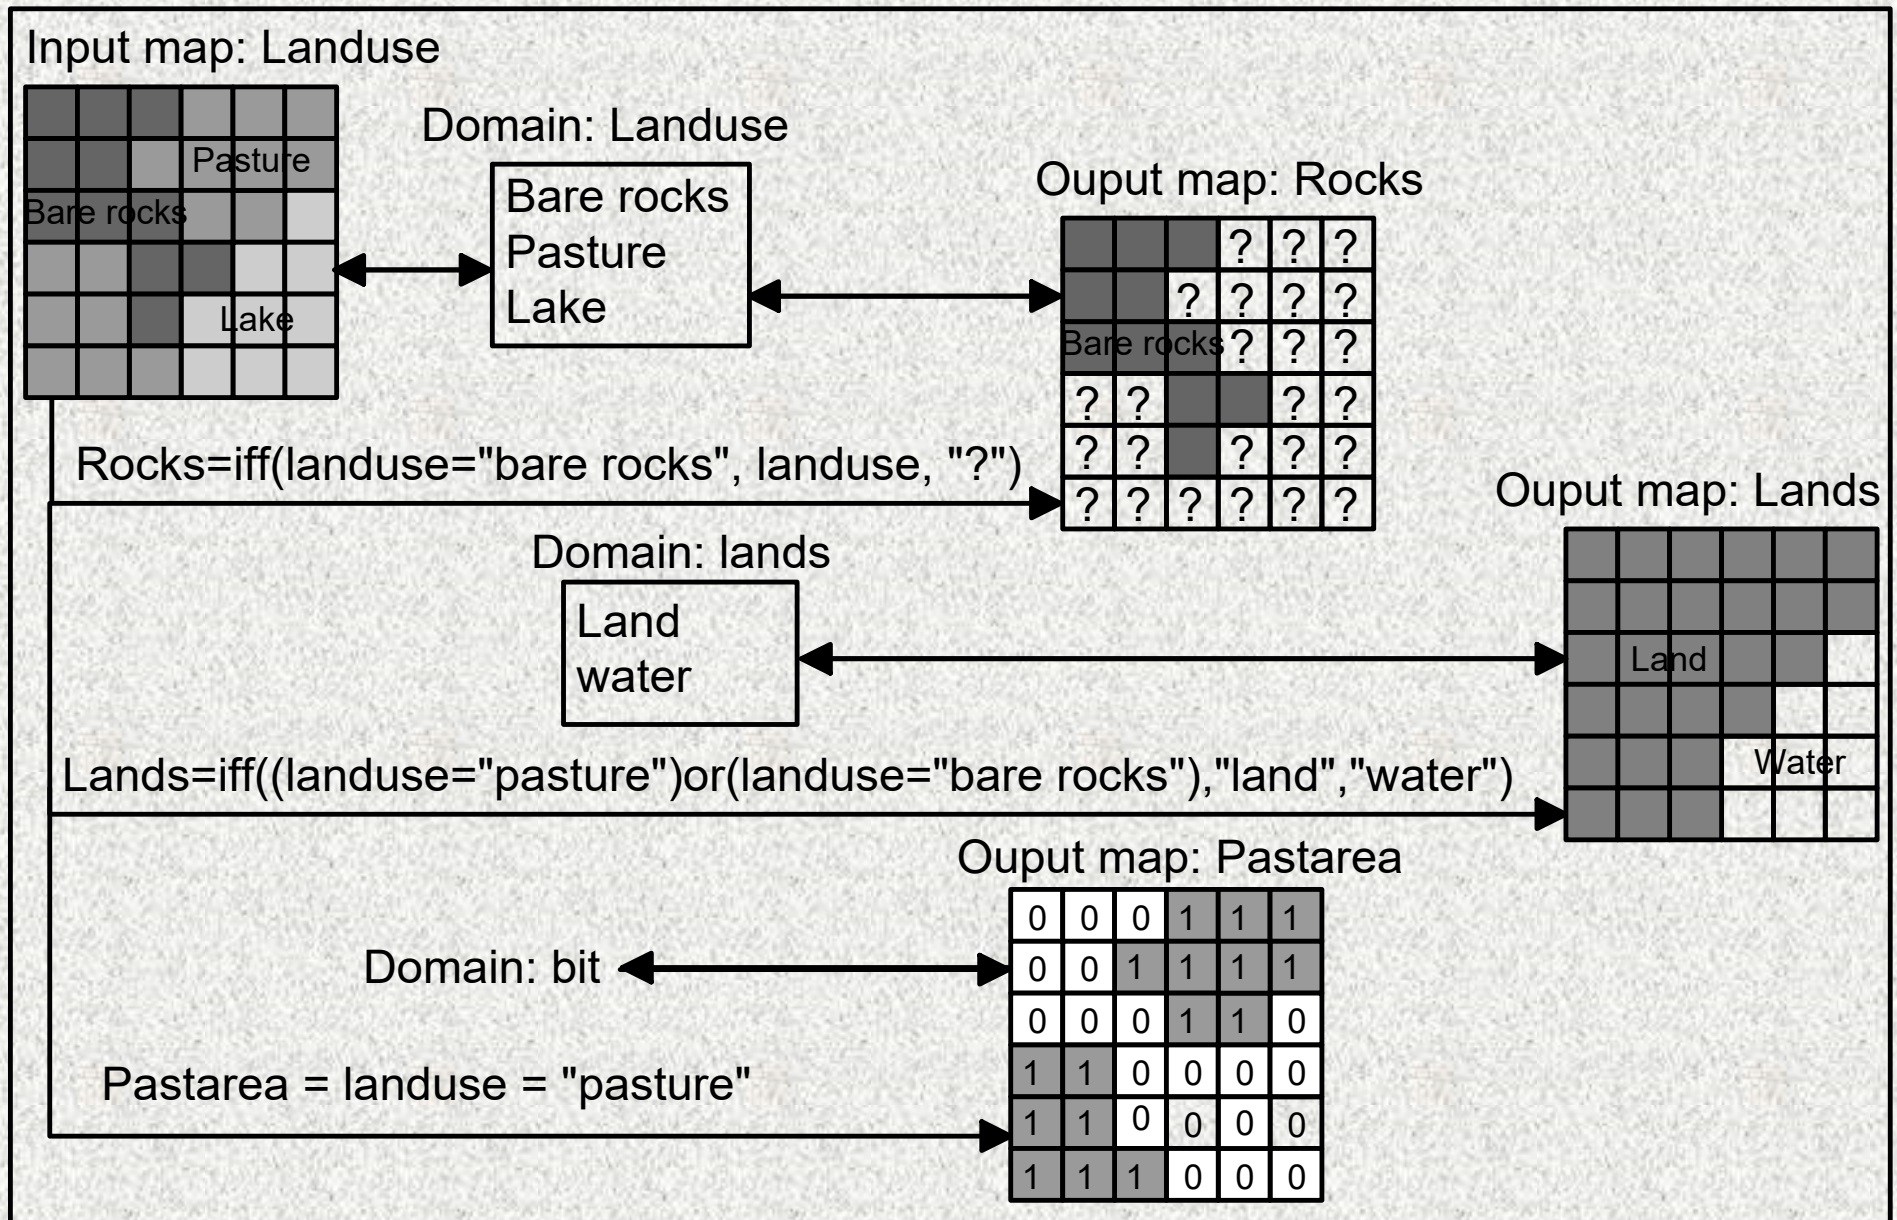 Input map: Landuse
Pasture
Bare rocks
Lake
Domain: Landuse
Bare rocks
Pasture
Lake
Ouput map: Rocks
? ? ?
? ? ? ?
Bare rocks ? ? ?
? ? ? ?
? ? ? ? ?
? ? ? ? ? ?
Rocks=iff(landuse="bare rocks", landuse, "?")
Domain: lands
Land
water
Ouput map: Lands
Land
Water
Lands=iff((landuse="pasture")or(landuse="bare rocks"),"land","water")
Ouput map: Pastarea
0 0 0 1 1 1
0 0 1 1 1 1
0 0 0 1 1 0
1 1 0 0 0 0
1 1 0 0 0 0
1 1 1 0 0 0
Domain: bit
Pastarea = landuse = "pasture"